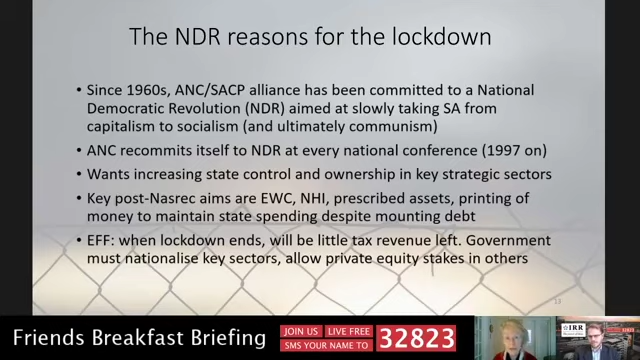 The NDR reasons for the lockdown
• Since 1960s, ANC/SACP alliance has been committed to a National
Democratic Revolution (NDR) aimed at slowly taking SA from
capitalism to socialism (and ultimately communism)
• ANC recommits itself to NDR at every national conference (1997 on)
• Wants increasing state control and ownership in key strategic sectors
• Key post-Nasrec aims are EWC, NHI, prescribed assets, printing of
money to maintain state spending despite mounting debt
• EFF: when lockdown ends, will be little tax revenue left. Government
must nationalise key sectors, allow private equity stakes in others
13
Friends Breakfast Briefing
JOIN US
LIVE FREE
SMS YOUR NAME TO
32823
IRR